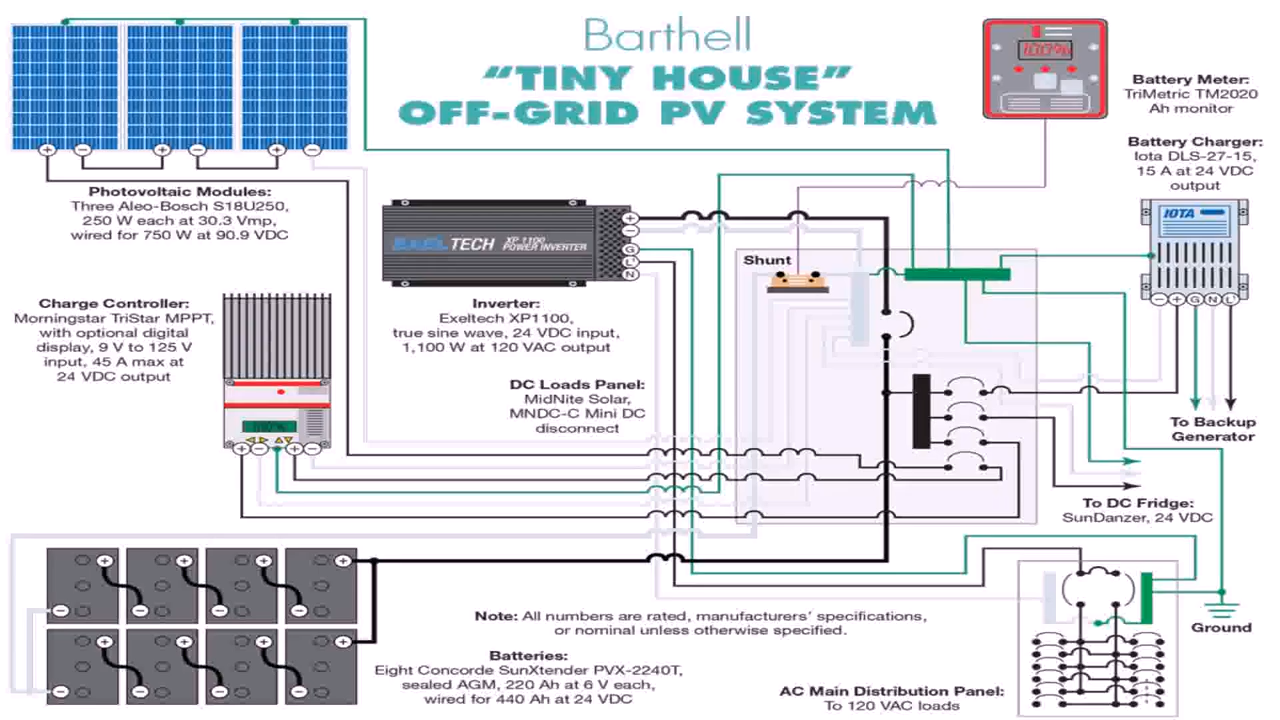 Barthell
“TINY HOUSE”
OFF-GRID PV SYSTEM
Battery Meter:
TriMetric TM2020
Ah monitor
Battery Charger:
Iota DLS-27-15,
15 A at 24 VDC
output
IOTA
Photovoltaic Modules:
Three Aleo-Bosch S18U250,
250 W each at 30.3 Vmp,
wired for 750 W at 90.9 VDC
EXELTECH XP 1100
POWER INVERTER
G
L
N
Shunt
Inverter:
Exeltech XP1100,
true sine wave, 24 VDC input,
1,100 W at 120 VAC output
Charge Controller:
Morningstar TriStar MPPT,
with optional digital
display, 9 V to 125 V
input, 45 A max at
24 VDC output
DC Loads Panel:
MidNite Solar,
MNDC-C Mini DC
disconnect
G N L
To Backup
Generator
To DC Fridge:
SunDanzer, 24 VDC
Note: All numbers are rated, manufacturers’ specifications,
or nominal unless otherwise specified.
Ground
Batteries:
Eight Concorde SunXtender PVX-2240T,
sealed AGM, 220 Ah at 6 V each,
wired for 440 Ah at 24 VDC
AC Main Distribution Panel:
To 120 VAC loads